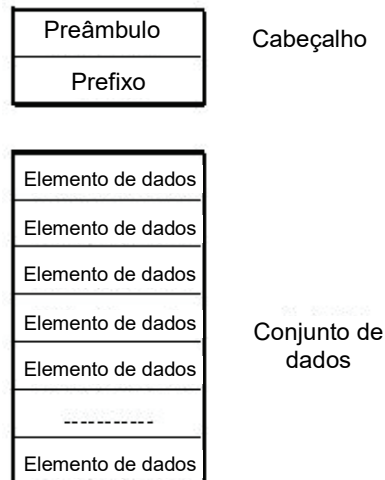 Preâmbulo
Cabeçalho
Prefixo
Elemento de dados
Elemento de dados
Elemento de dados
Elemento de dados
Conjunto de
dados
Elemento de dados
-----------
Elemento de dados